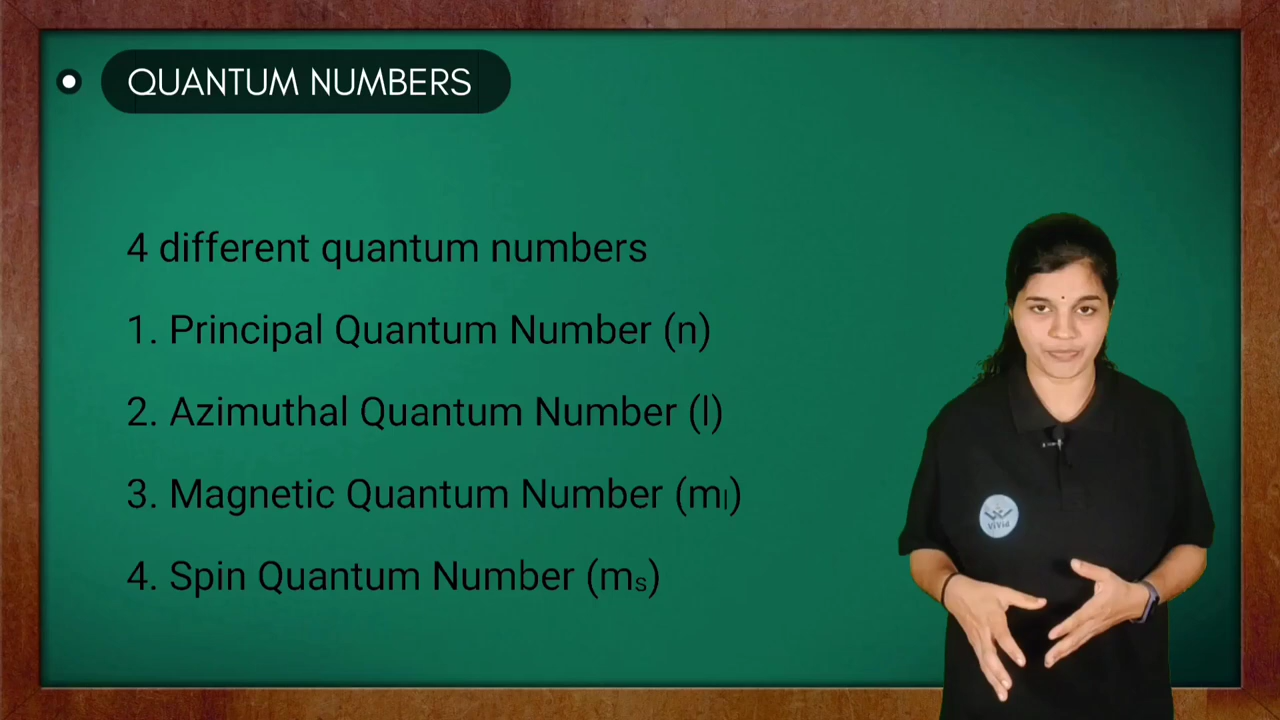 QUANTUM NUMBERS
4 different quantum numbers
1. Principal Quantum Number (n)
2. Azimuthal Quantum Number (l)
3. Magnetic Quantum Number (mₗ)
4. Spin Quantum Number (mₛ)
ViVid